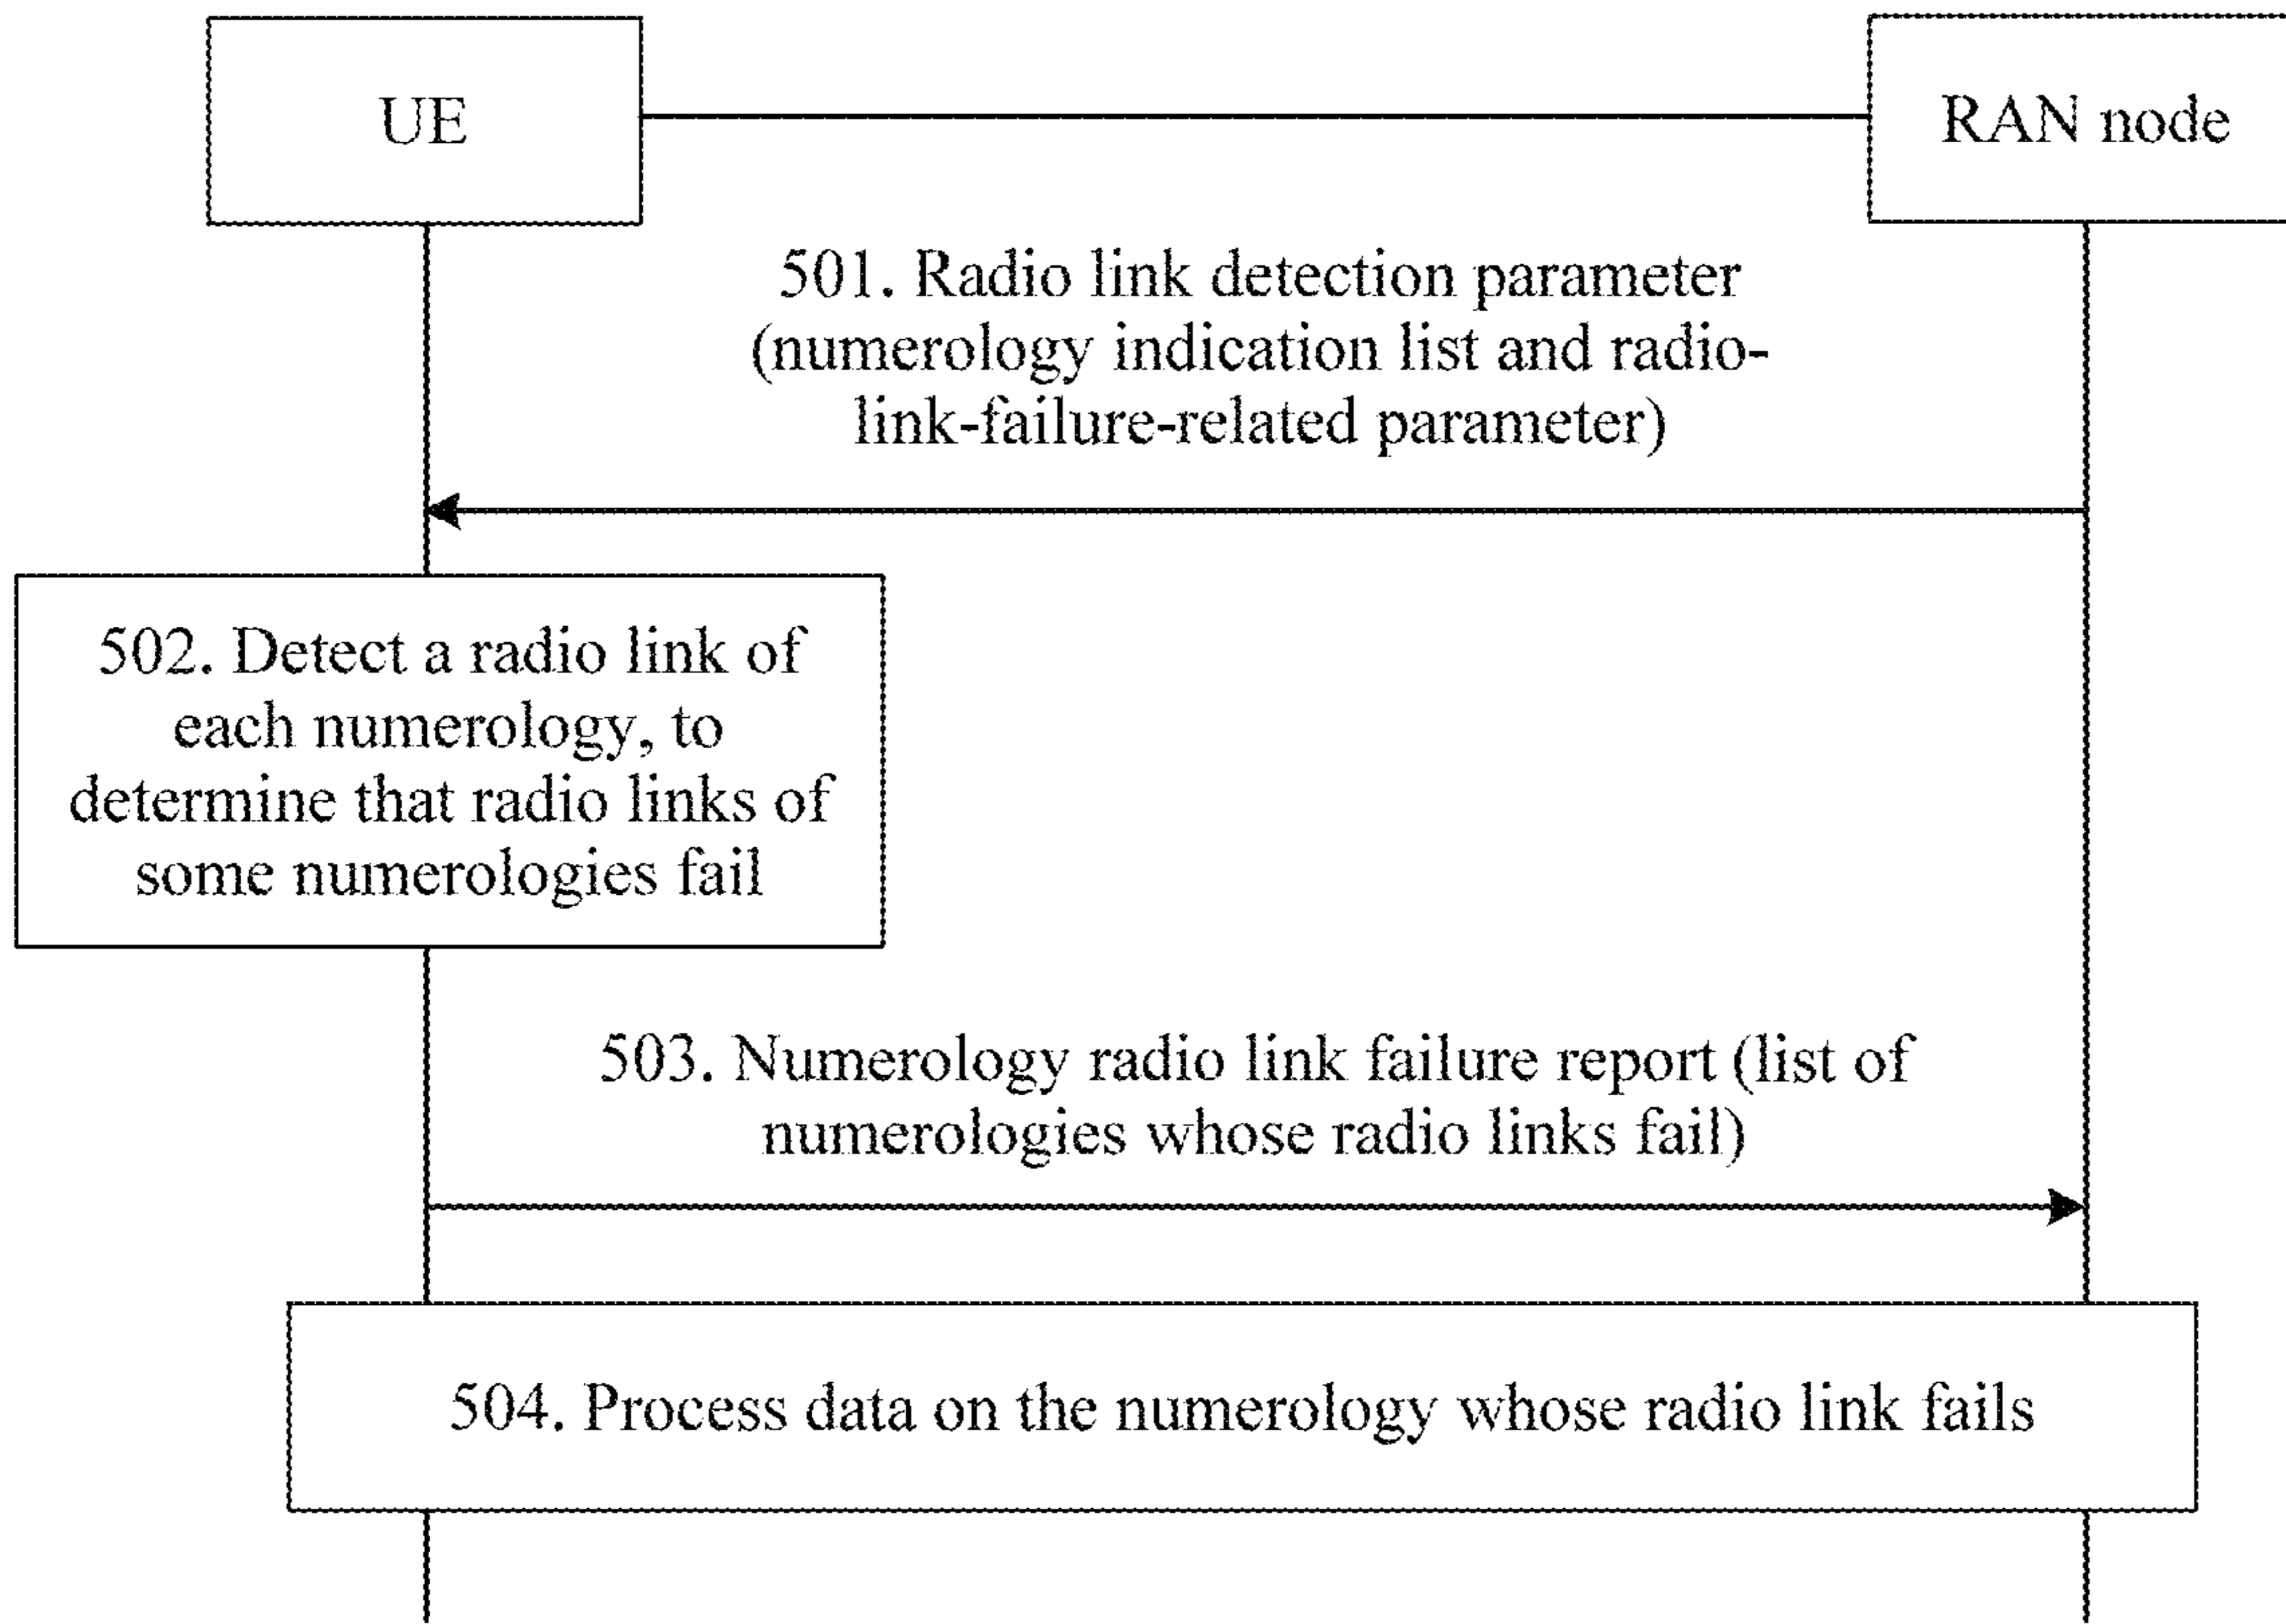 UE
RAN node
501. Radio link detection parameter
(numerology indication list and radio-
link-failure-related parameter)
502. Detect a radio link of
each numerology, to
determine that radio links of
some numerologies fail
503. Numerology radio link failure report (list of
numerologies whose radio links fail)
504. Process data on the numerology whose radio link fails